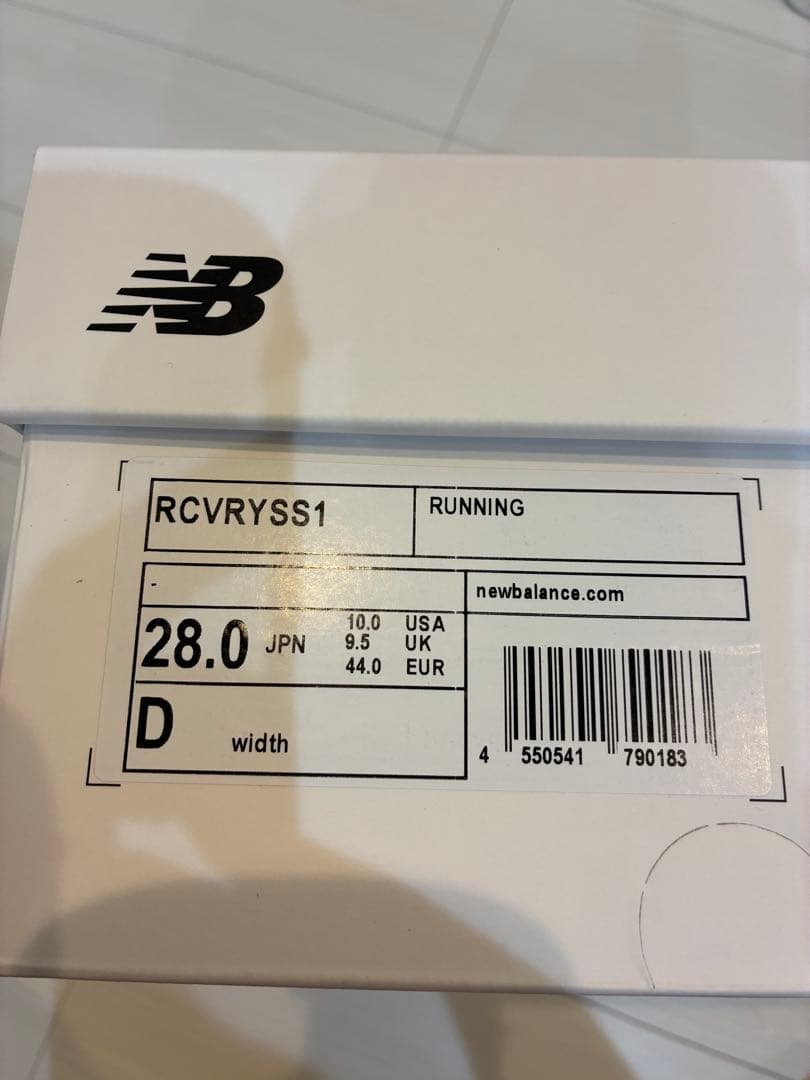 NB
RCVRYSS1
RUNNING
-
newbalance.com
28.0 JPN
10.0 USA
9.5 UK
44.0 EUR
D width
4 550541 790183